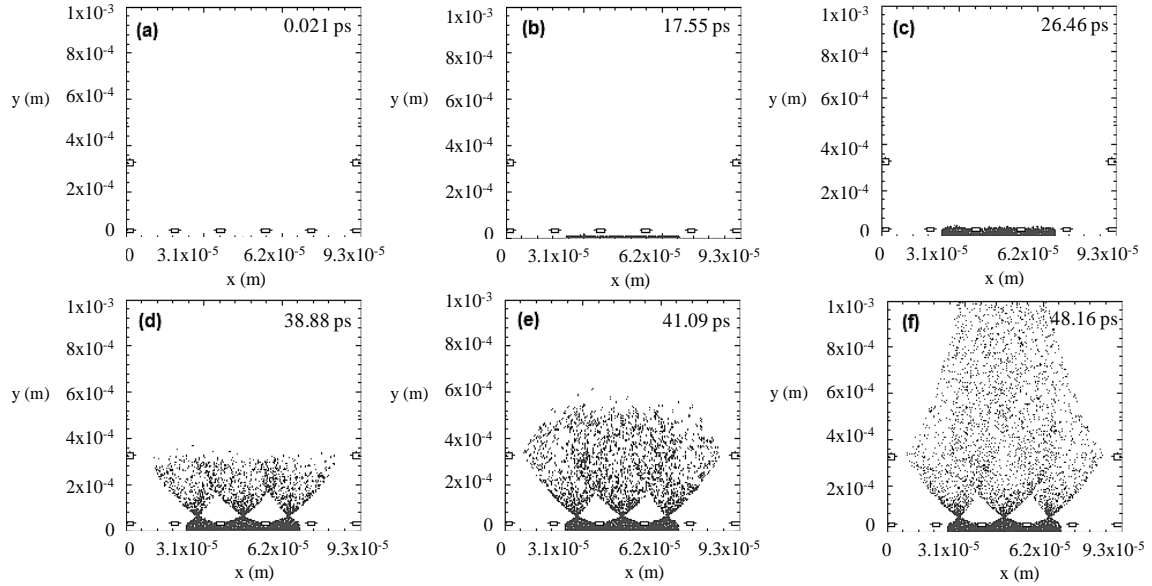 1x10-3
(a)
0.021 ps
8x10-4
6x10-4
y (m)
4x10-4
2x10-4
0
0
3.1x10-5
6.2x10-5
9.3x10-5
x (m)
1x10-3
(b)
17.55 ps
8x10-4
6x10-4
y (m)
4x10-4
2x10-4
0
0
3.1x10-5
6.2x10-5
9.3x10-5
x (m)
1x10-3
(c)
26.46 ps
8x10-4
6x10-4
y (m)
4x10-4
2x10-4
0
0
3.1x10-5
6.2x10-5
9.3x10-5
x (m)
1x10-3
(d)
38.88 ps
8x10-4
6x10-4
y (m)
4x10-4
2x10-4
0
0
3.1x10-5
6.2x10-5
9.3x10-5
x (m)
1x10-3
(e)
41.09 ps
8x10-4
6x10-4
y (m)
4x10-4
2x10-4
0
0
3.1x10-5
6.2x10-5
9.3x10-5
x (m)
1x10-3
(f)
48.16 ps
8x10-4
6x10-4
y (m)
4x10-4
2x10-4
0
0
3.1x10-5
6.2x10-5
9.3x10-5
x (m)